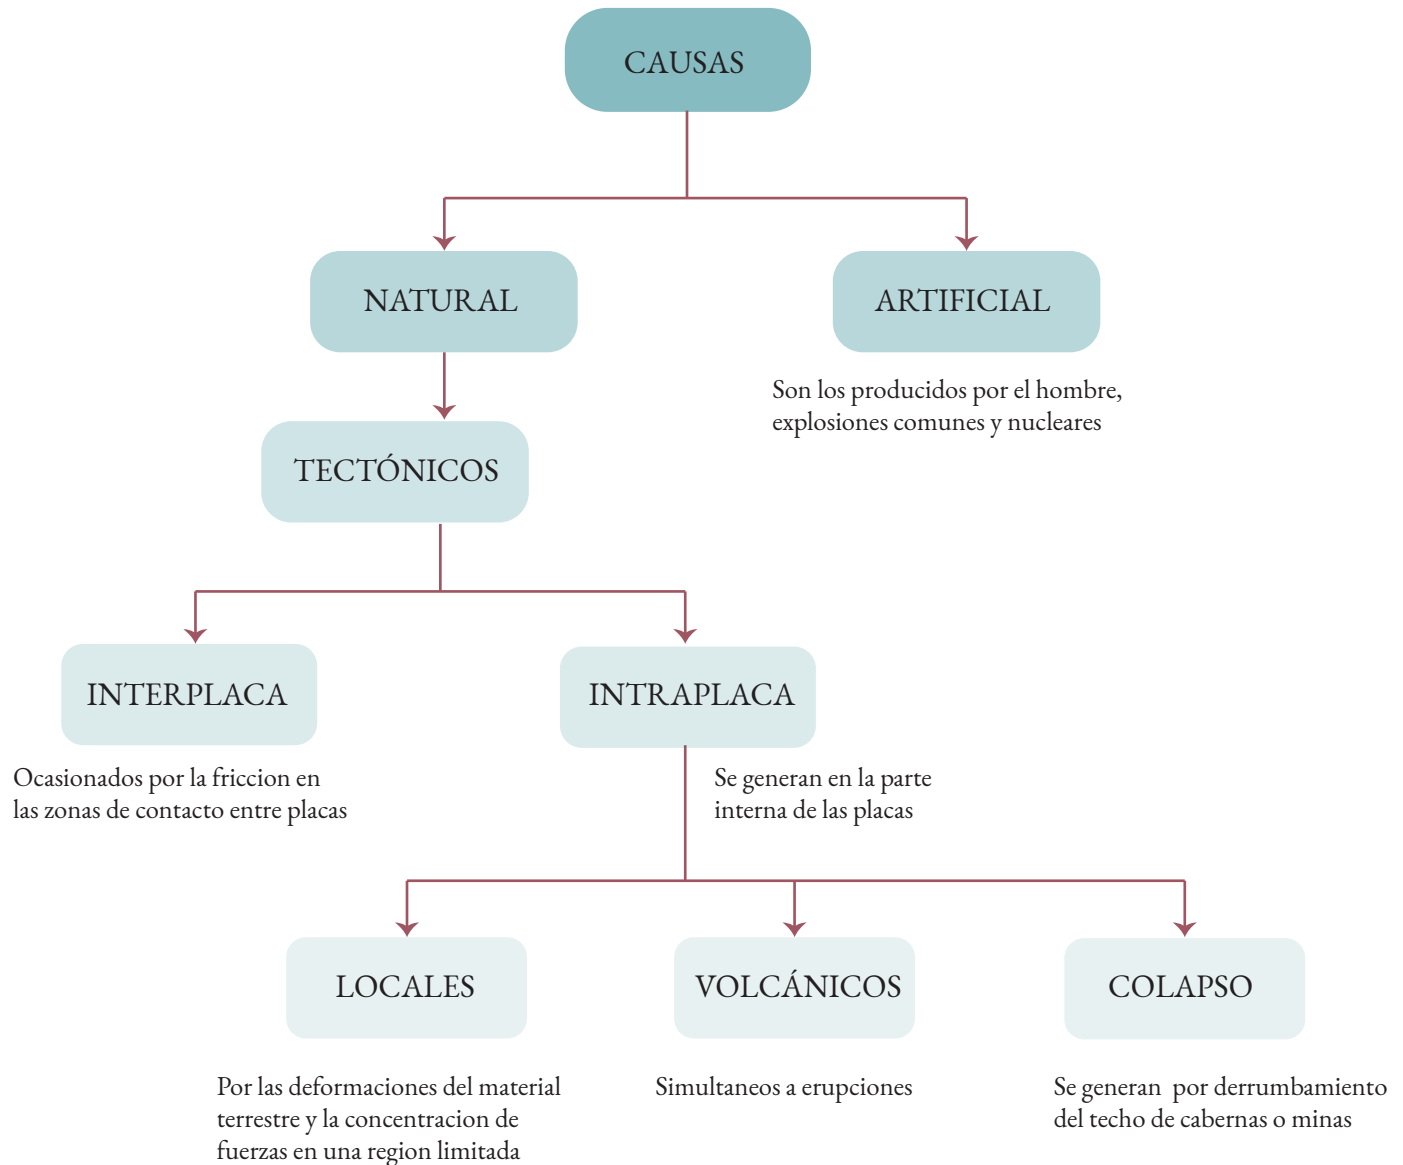 CAUSAS
NATURAL
ARTIFICIAL
Son los producidos por el hombre,
explosiones comunes y nucleares
TECTÓNICOS
INTERPLACA
INTRAPLACA
Ocasionados por la friccion en
las zonas de contacto entre placas
Se generan en la parte
interna de las placas
LOCALES
VOLCÁNICOS
COLAPSO
Por las deformaciones del material
terrestre y la concentracion de
fuerzas en una region limitada
Simultaneos a erupciones
Se generan  por derrumbamiento
del techo de cabernas o minas